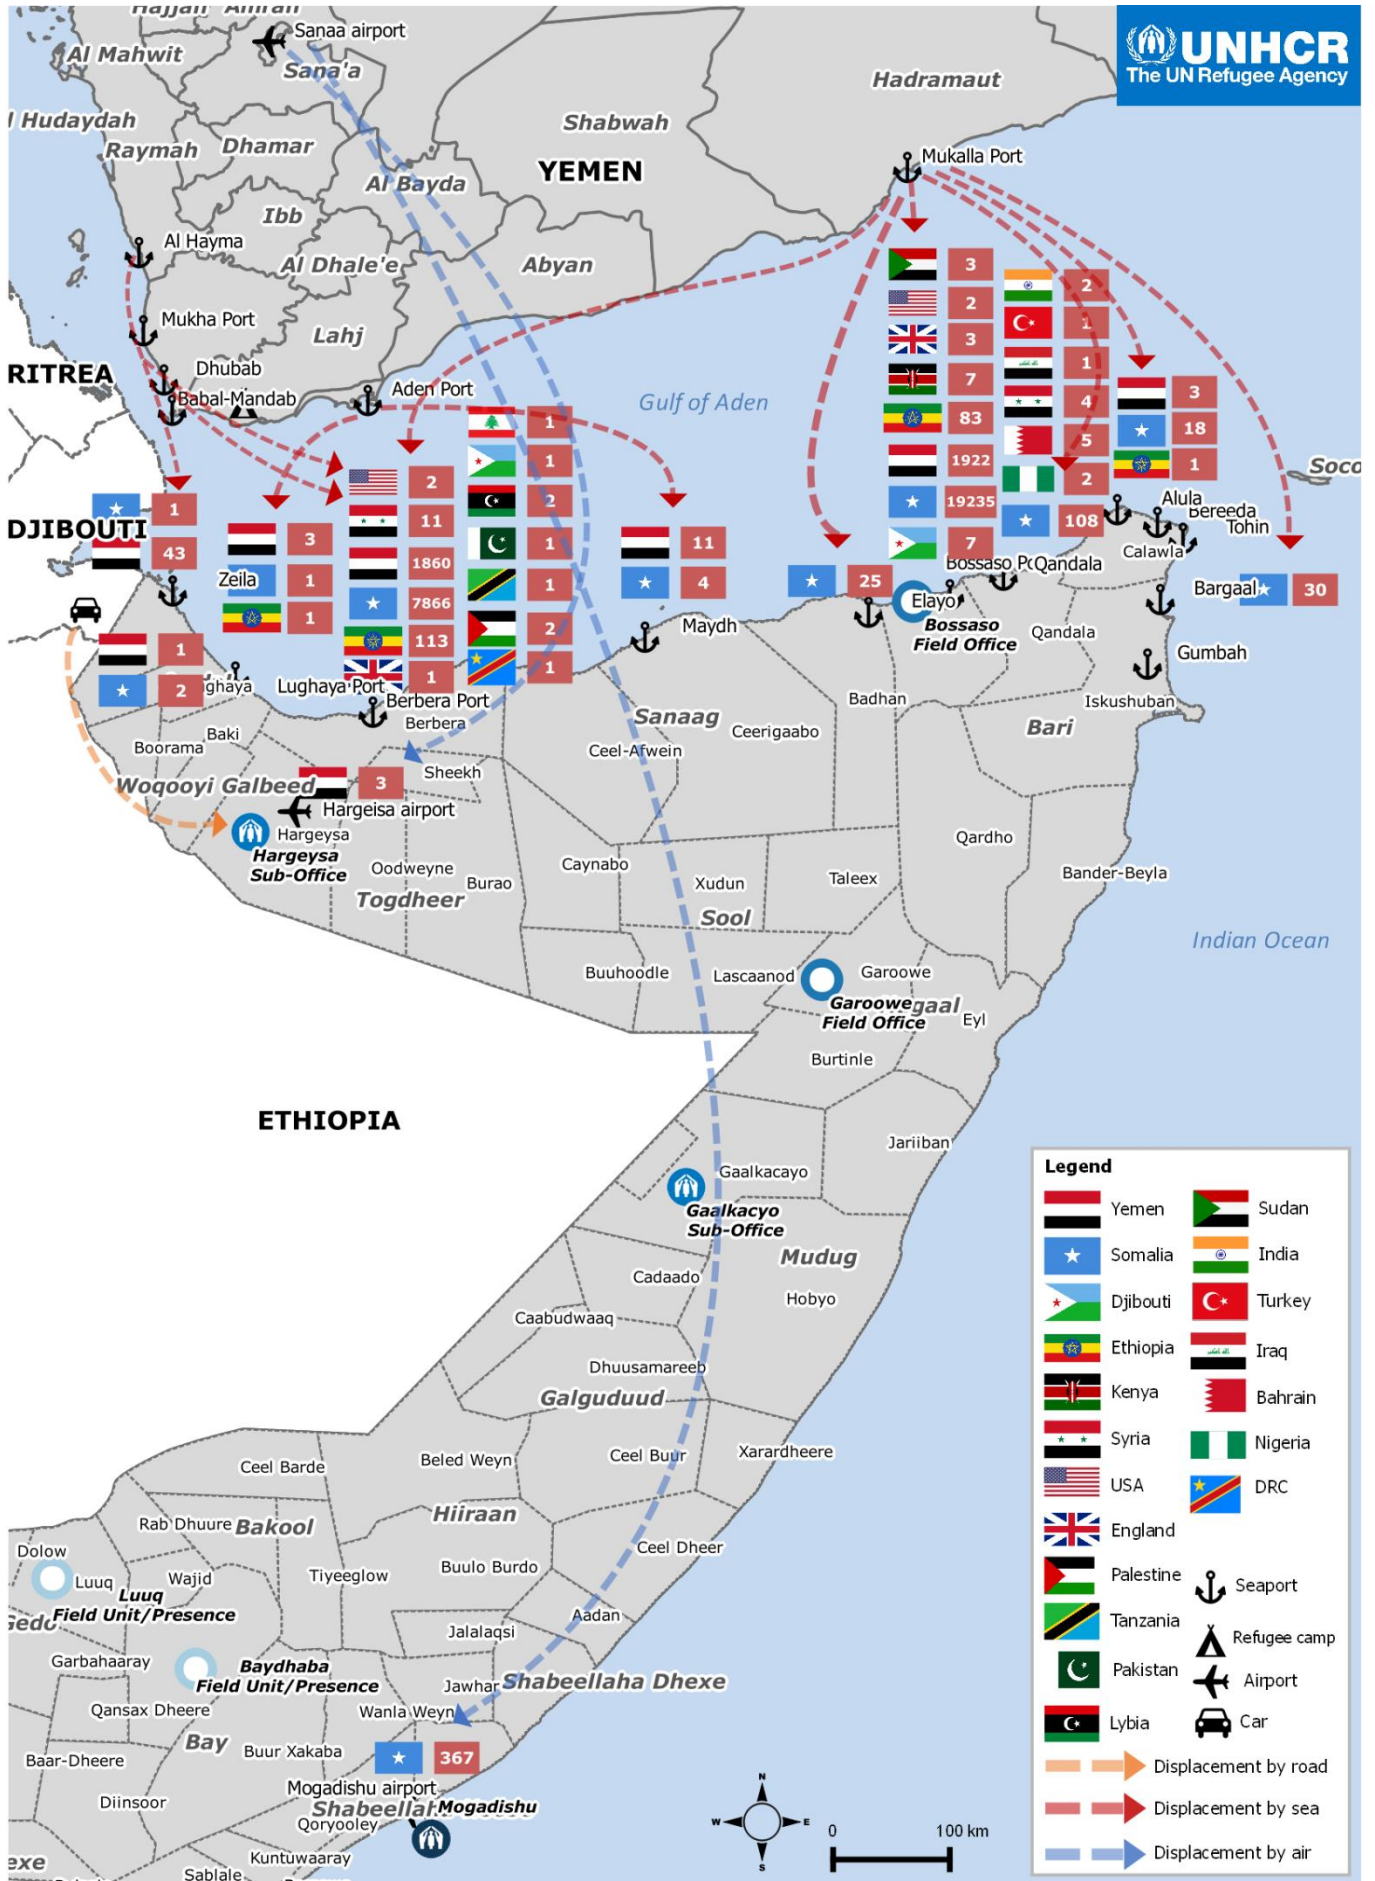 Hajjah Amran
Sanaa airport
Al Mahwit
Sana'a
UNHCR
The UN Refugee Agency
Hadramaut
l Hudaydah
Raymah
Dhamar
Shabwah
YEMEN
Mukalla Port
Al Bayda
Ibb
Al Hayma
Al Dhale'e
Abyan
Mukha Port
Lahj
RITREA
Dhubab
Babal-Mandab
Aden Port
Gulf of Aden
3
2
3
7
83
1922
19235
7
2
1
1
4
5
2
108
3
18
1
Soco
Alula
Bereeda
Tohin
Calawla
DJIBOUTI
1
43
3
Zeila
1
1
2
11
1860
7866
113
1
1
1
2
1
1
2
1
11
4
25
Bossaso Po
Qandala
Elayo
Bossaso
Field Office
Bargaal
30
Maydh
Qandala
Gumbah
1
2
ghaya
Lughaya Port
Berbera Port
Berbera
Badhan
Iskushuban
Sanaag
Ceerigaabo
Bari
Baki
Boorama
Ceel-Afwein
Sheekh
Woqooyi Galbeed
3
Hargeisa airport
Hargeysa
Hargeysa
Sub-Office
Qardho
Oodweyne
Burao
Caynabo
Xudun
Taleex
Bander-Beyla
Togdheer
Sool
Indian Ocean
Buuhoodle
Lascaanod
Garoowe
Garoowe
Field Office
gaal
Eyl
Burtinle
ETHIOPIA
Jariiban
Gaalkacayo
Gaalkacyo
Sub-Office
Mudug
Cadaado
Hobyo
Caabudwaaq
Dhuusamareeb
Galguduud
Ceel Barde
Beled Weyn
Ceel Buur
Xarardheere
Rab Dhuure
Bakool
Hiiraan
Ceel Dheer
Dolow
Luuq
Wajid
Tiyeeglow
Buulo Burdo
Luuq
Field Unit/Presence
Gedo
Aadan
Jalalaqsi
Garbahaaray
Baydhaba
Field Unit/Presence
Jawhar
Shabeellaha Dhexe
Qansax Dheere
Wanla Weyn
Bay
Buur Xakaba
367
Baar-Dheere
Mogadishu airport
Diinsoor
Shabeellah
Mogadishu
Qoryooley
Kuntuwaaray
exe
Sablale
N
W
E
S
0
100 km
Legend
Yemen
Sudan
Somalia
India
Djibouti
Turkey
Ethiopia
Iraq
Kenya
Bahrain
Syria
Nigeria
USA
DRC
England
Palestine
Seaport
Tanzania
Refugee camp
Pakistan
Airport
Lybia
Car
Displacement by road
Displacement by sea
Displacement by air